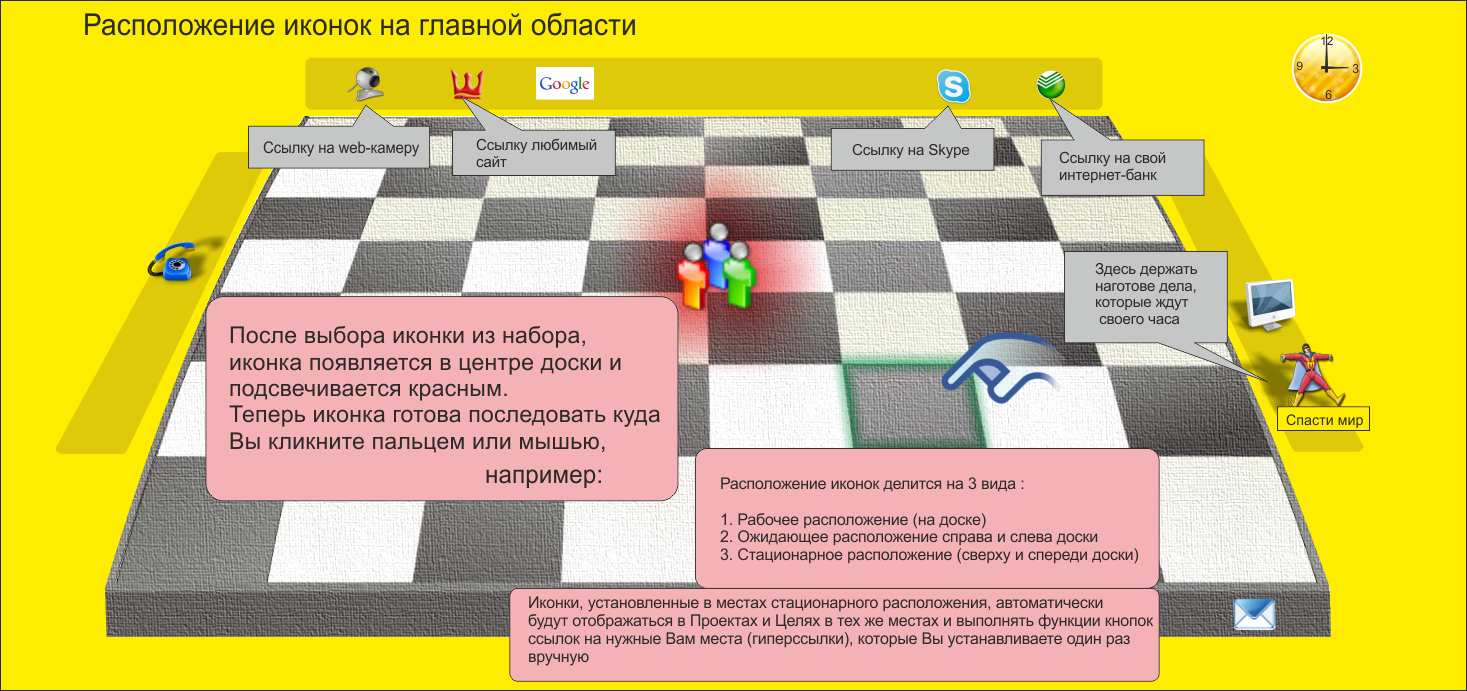 Расположение иконок на главной области
12
9
3
6
Google
S
Ссылку на web-камеру
Ссылку любимый
сайт
Ссылку на Skype
Ссылку на свой
интернет-банк
Здесь держать
наготове дела,
которые ждут
своего часа
Спасти мир
После выбора иконки из набора,
иконка появляется в центре доски и
подсвечивается красным.
Теперь иконка готова последовать куда
Вы кликните пальцем или мышью,
например:
Расположение иконок делится на 3 вида :
1. Рабочее расположение (на доске)
2. Ожидающее расположение справа и слева доски
3. Стационарное расположение (сверху и спереди доски)
Иконки, установленные в местах стационарного расположения, автоматически
будут отображаться в Проектах и Целях в тех же местах и выполнять функции кнопок
ссылок на нужные Вам места (гиперссылки), которые Вы устанавливаете один раз
вручную